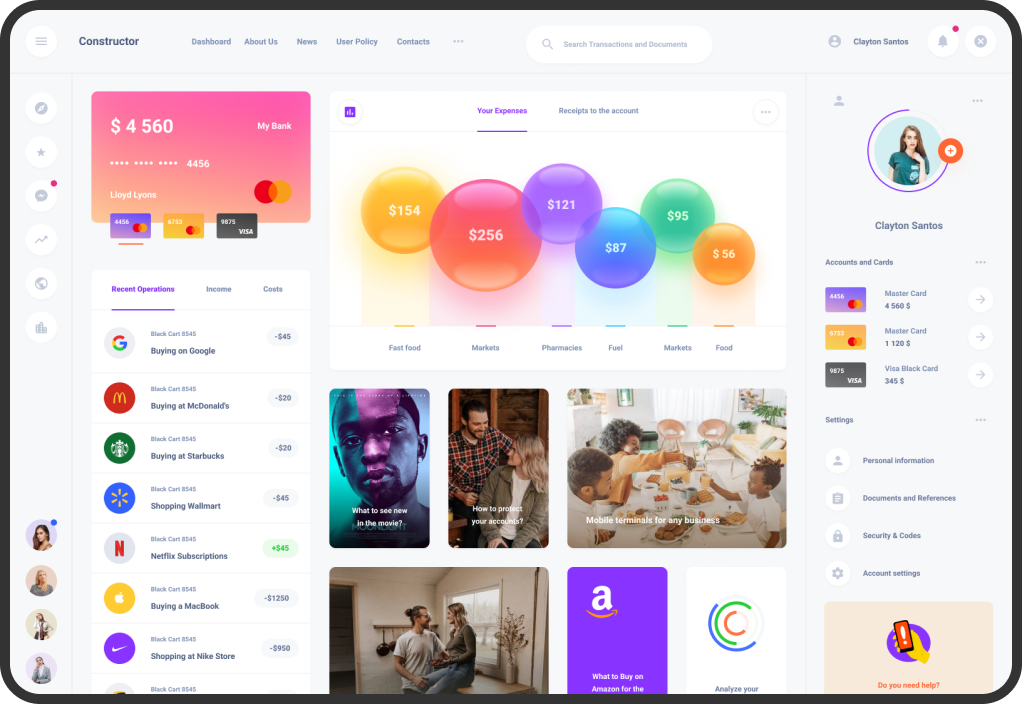 Constructor
Dashboard
About Us
News
User Policy
Contacts
Search Transactions and Documents
Clayton Santos
$ 4 560
My Bank
•••• •••• •••• 4456
Lloyd Lyons
4456
6753
9875
VISA
Recent Operations
Income
Costs
Black Cart 8545
Buying on Google
-$45
Black Cart 8545
Buying at McDonald's
-$20
Black Cart 8545
Buying at Starbucks
-$20
Black Cart 8545
Shopping Wallmart
-$45
Black Cart 8545
Netflix Subscriptions
+$45
Black Cart 8545
Buying a MacBook
-$1250
Black Cart 8545
Shopping at Nike Store
-$950
Black Cart 8545
Your Expenses
Receipts to the account
$154
$256
$121
$87
$95
$ 56
Fast food
Markets
Pharmacies
Fuel
Markets
Food
What to see new
in the movie?
How to protect
your accounts?
Mobile terminals for any business
What to Buy on
Amazon for the
Analyze your
Clayton Santos
Accounts and Cards
4456
Master Card
4 560 $
6753
Master Card
1 120 $
9875
VISA
Visa Black Card
345 $
Settings
Personal information
Documents and References
Security & Codes
Account settings
Do you need help?